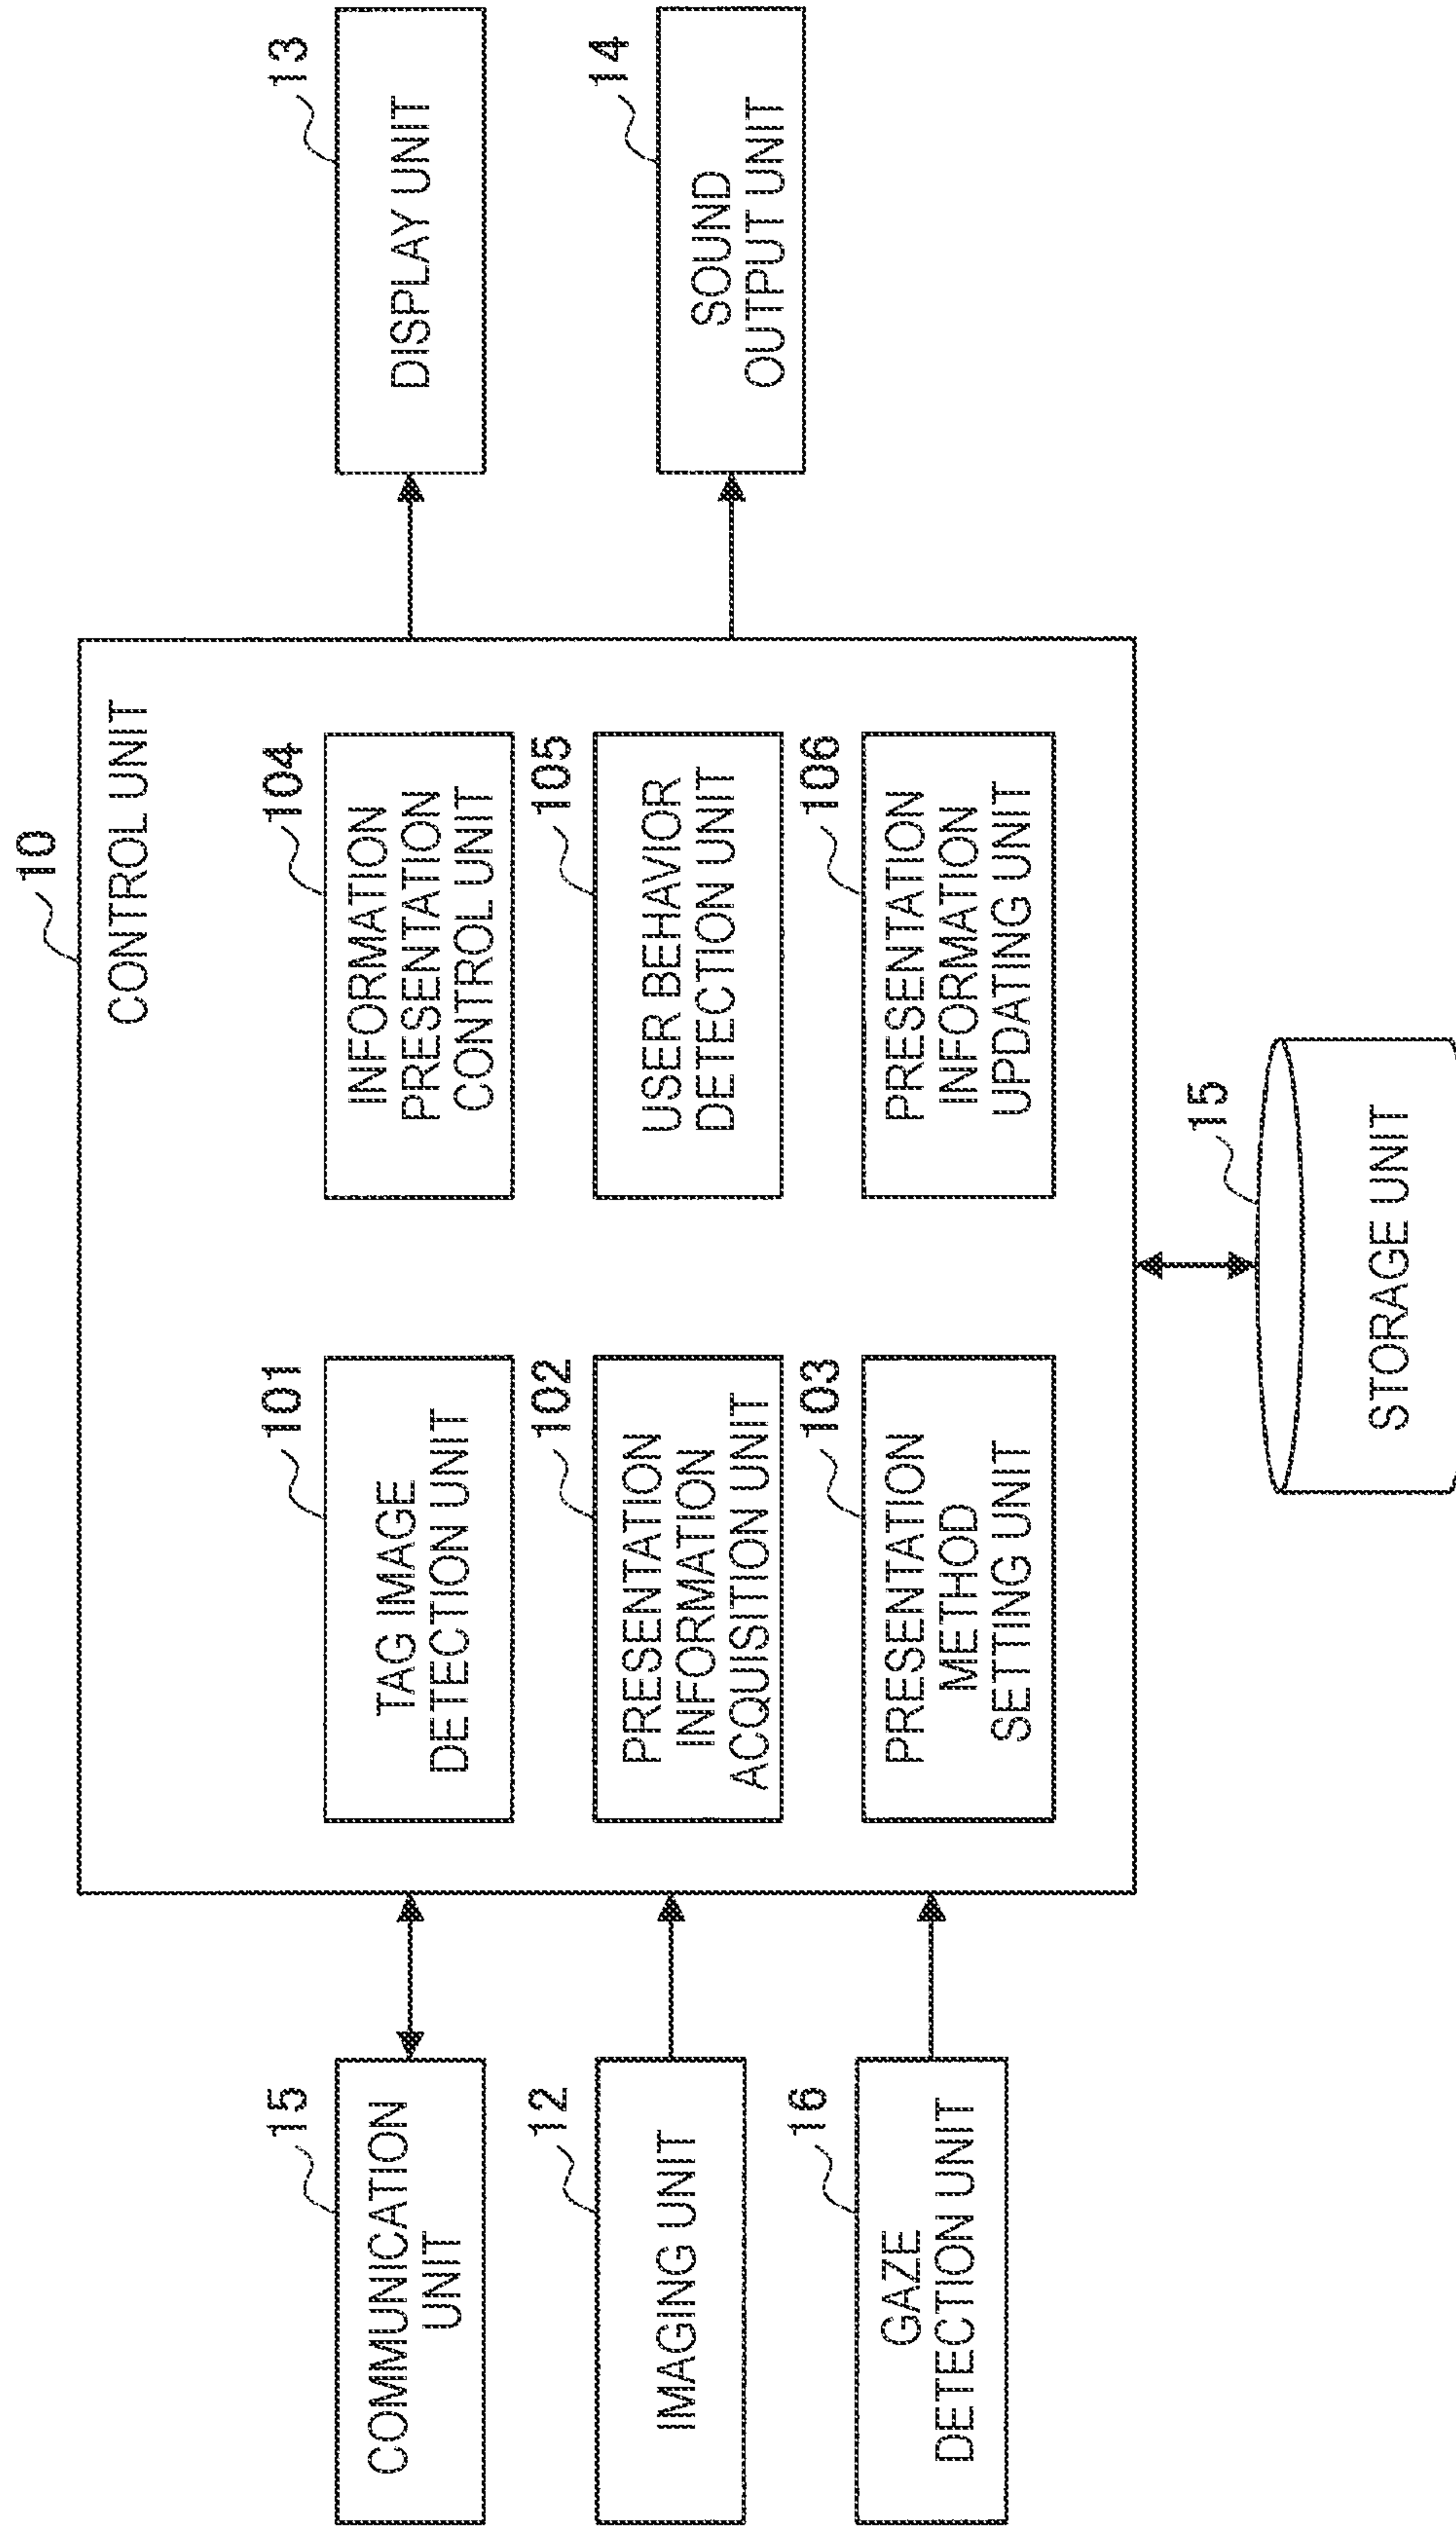 10
CONTROL UNIT
15
COMMUNICATION
UNIT
12
IMAGING UNIT
16
GAZE
DETECTION UNIT
101
TAG IMAGE
DETECTION UNIT
102
PRESENTATION
INFORMATION
ACQUISITION UNIT
103
PRESENTATION
METHOD
SETTING UNIT
104
INFORMATION
PRESENTATION
CONTROL UNIT
105
USER BEHAVIOR
DETECTION UNIT
106
PRESENTATION
INFORMATION
UPDATING UNIT
13
DISPLAY UNIT
14
SOUND
OUTPUT UNIT
15
STORAGE UNIT